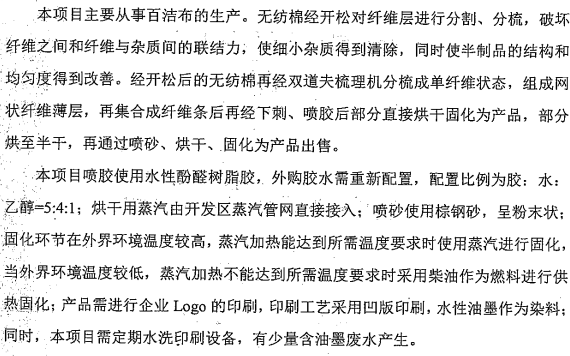 本项目主要从事百洁布的生产。无纺棉经开松对纤维层进行分割、分梳，破坏
纤维之间和纤维与杂质间的联结力，使细小杂质得到清除，同时使半制品的结构和
均匀度得到改善。经开松后的无纺棉再经双道夫梳理机分梳成单纤维状态，组成网
状纤维薄层，再集合成纤维条后再经下刺、喷胶后部分直接烘干固化为产品，部分
烘至半干，再通过喷砂、烘干、固化为产品出售。
本项目喷胶使用水性酚醛树脂胶，外购胶水需重新配置，配置比例为胶：水：
乙醇=5:4:1；烘干用蒸汽由开发区蒸汽管网直接接入；喷砂使用棕钢砂，呈粉末状；
固化环节在外界环境温度较高，蒸汽加热能达到所需温度要求时使用蒸汽进行固化，
当外界环境温度较低，蒸汽加热不能达到所需温度要求时采用柴油作为燃料进行供
热固化；产品需进行企业 Logo 的印刷，印刷工艺采用凹版印刷，水性油墨作为染料；
同时，本项目需定期水洗印刷设备，有少量含油墨废水产生。